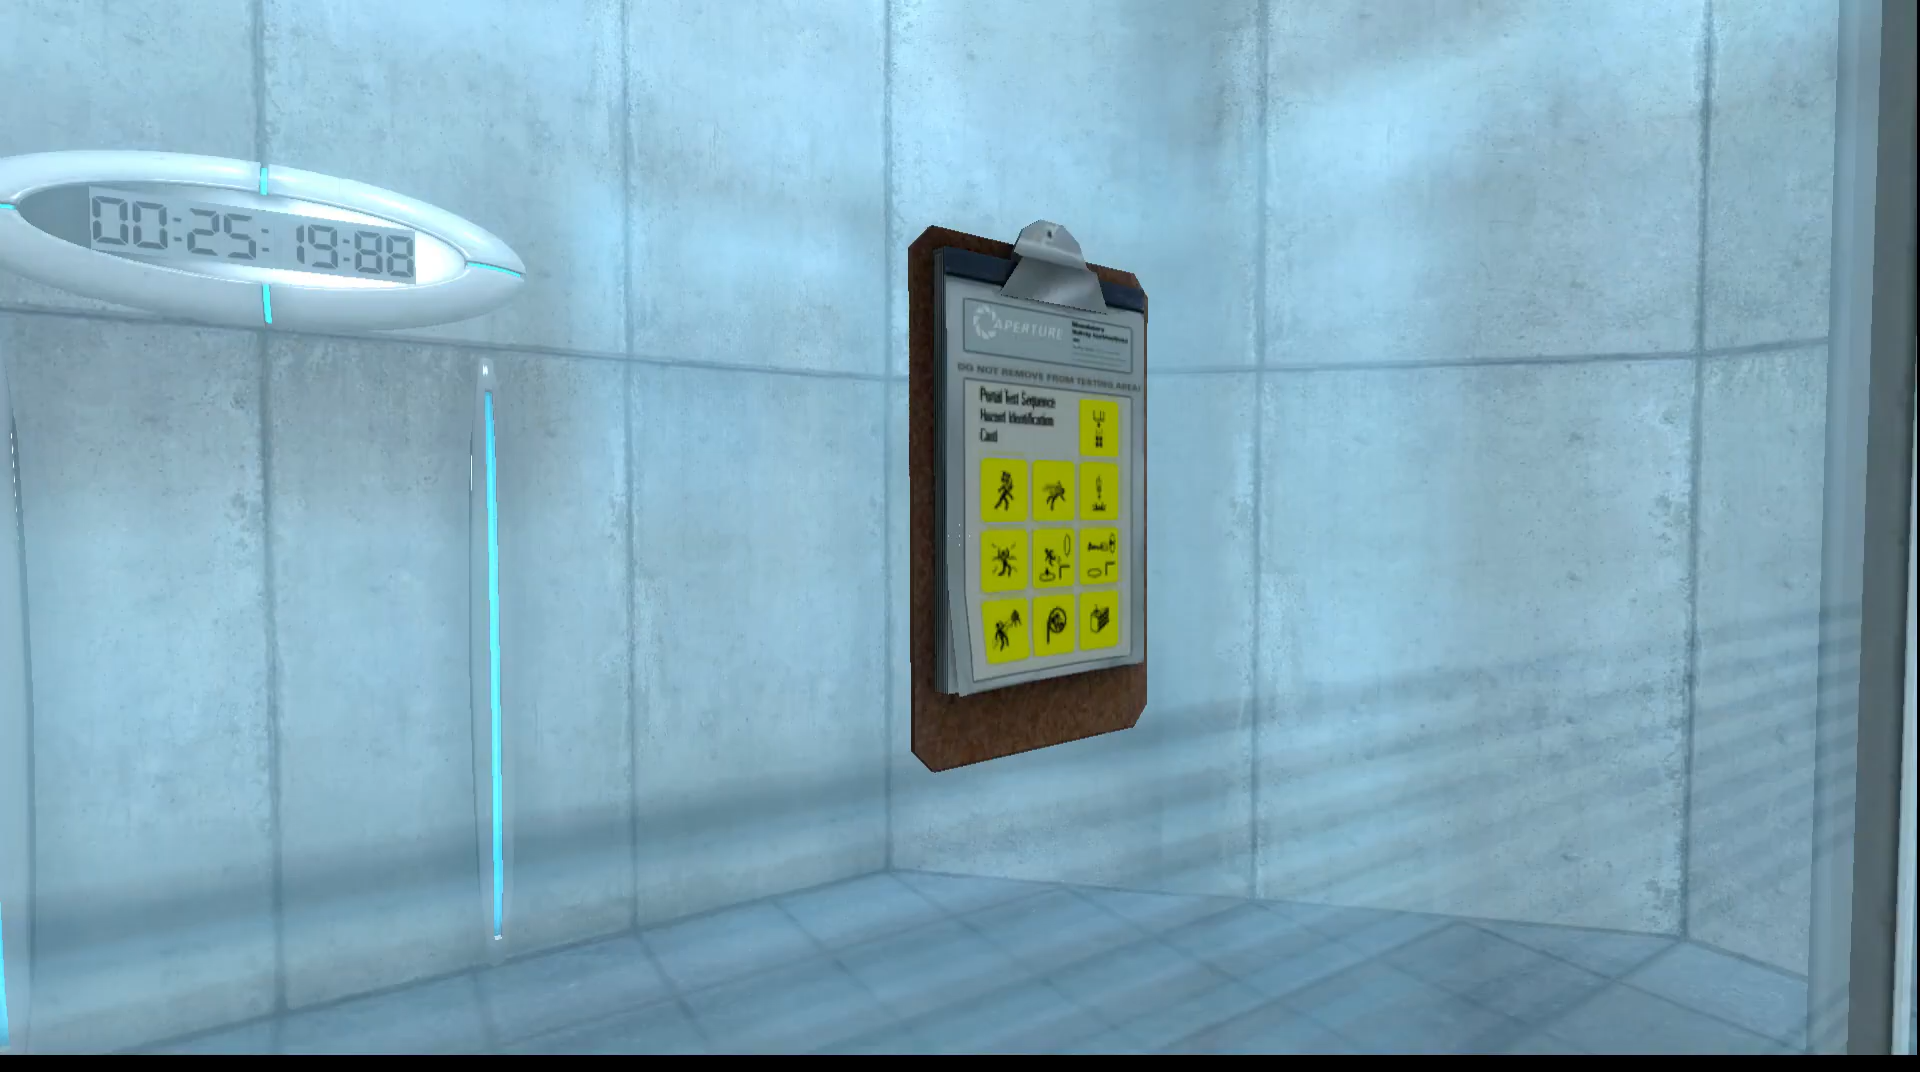 00:25:19:88
APERTURE
DO NOT REMOVE FROM TESTING AREA!
Portal Test Sequence
Hazard Identification
Card